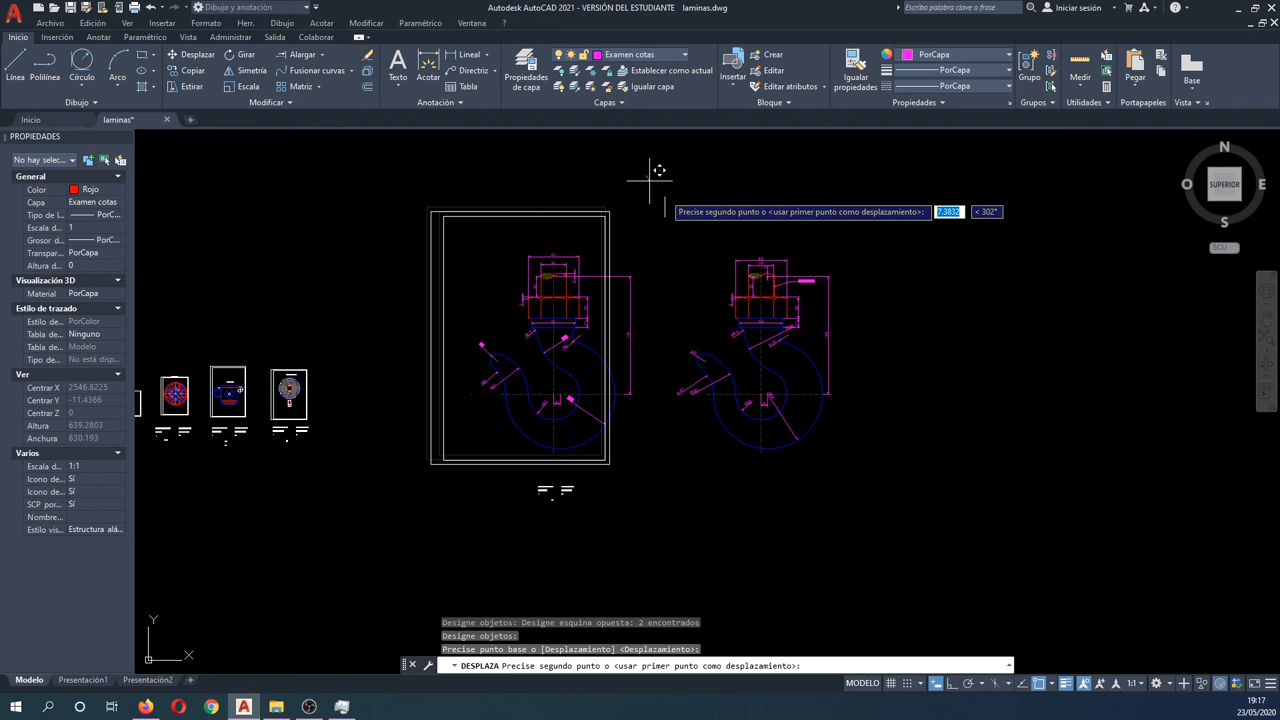 Dibujo y anotación
Autodesk AutoCAD 2021 - VERSIÓN DEL ESTUDIANTE laminas.dwg
Escriba palabra clave o frase
Iniciar sesión
Archivo Edición Ver Insertar Formato Herr. Dibujo Acotar Modificar Paramétrico Ventana
Inicio Inserción Anotar Paramétrico Vista Administrar Salida Colaborar
Línea Polilínea Círculo Arco
Desplazar Girar Alargar
Copiar Simetría Fusionar curvas
Estirar Escala Matriz
Texto Acotar
Lineal
Directriz
Tabla
Propiedades de capa
Examen cotas
Establecer como actual
Igualar capa
Insertar
Crear
Editar
Editar atributos
Igualar propiedades
PorCapa
PorCapa
PorCapa
Grupo Medir Pegar Base
Dibujo Modificar Anotación Capas Bloque Propiedades Grupos Utilidades Portapapeles Vista
Inicio laminas*
PROPIEDADES
No hay selec...
General
Color Rojo
Capa Examen cotas
Tipo de l... PorC...
Escala d... 1
Grosor d... PorC...
Transpar... PorCapa
Altura d... 0
Visualización 3D
Material PorCapa
Estilo de trazado
Estilo de... PorColor
Tabla de... Ninguno
Tabla de... Modelo
Tipo de... No está disp...
Ver
Centrar X 2546.8225
Centrar Y -11.4366
Centrar Z 0
Altura 639.2803
Anchura 830.193
Varios
Escala d... 1:1
Icono de... Sí
Icono de... Sí
SCP por... Sí
Nombre...
Estilo vis... Estructura alá...
Precise segundo punto o <usar primer punto como desplazamiento>: 7.3832 < 302°
N
O SUPERIOR E
S
SCU
Y
X
Designe objetos: Designe esquina opuesta: 2 encontrados
Designe objetos:
Precise punto base o [Desplazamiento] <Desplazamiento>:
DESPLAZA Precise segundo punto o <usar primer punto como desplazamiento>:
Modelo Presentación1 Presentación2
MODELO
1:1
19:17
23/05/2020